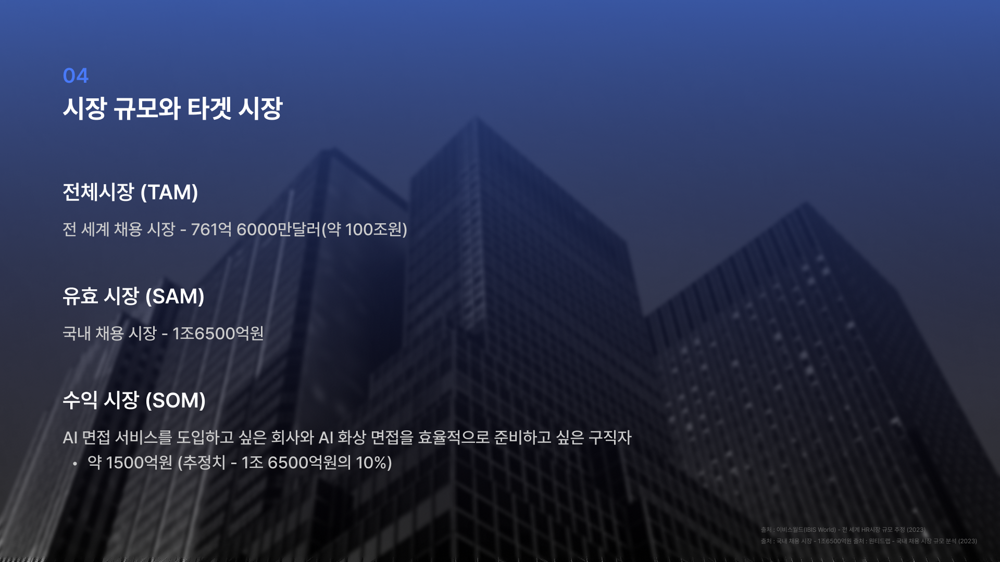 04
시장 규모와 타겟 시장
전체시장 (TAM)
전 세계 채용 시장 - 761억 6000만달러(약 100조원)
유효 시장 (SAM)
국내 채용 시장 - 1조6500억원
수익 시장 (SOM)
AI 면접 서비스를 도입하고 싶은 회사와 AI 화상 면접을 효율적으로 준비하고 싶은 구직자
• 약 1500억원 (추정치 - 1조 6500억원의 10%)
출처 : 이비스월드(IBIS World) - 전 세계 HR시장 규모 추정 (2023)
출처 : 국내 채용 시장 - 1조6500억원 출처 : 원티드랩 - 국내 채용 시장 규모 분석 (2023)